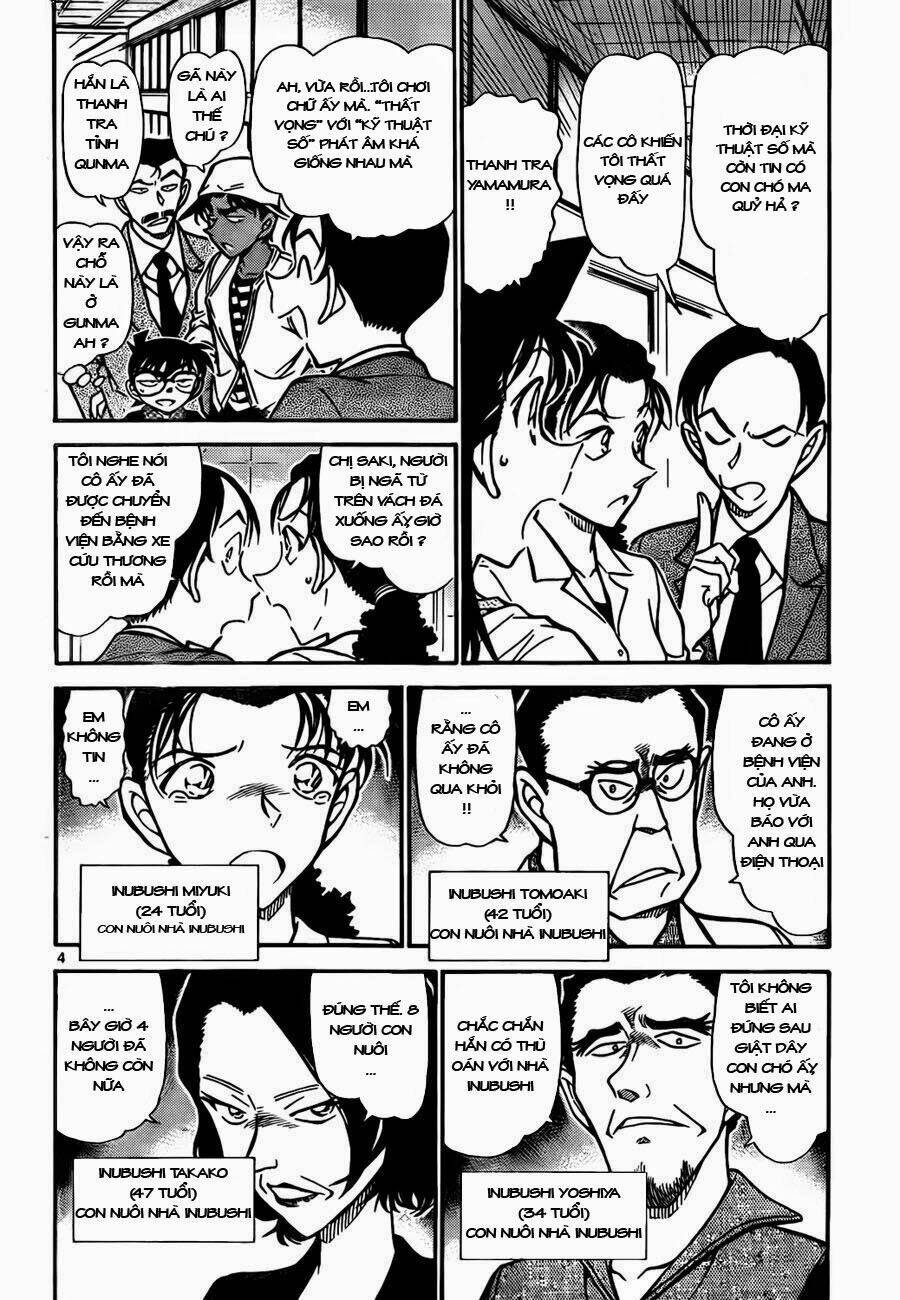 THỜI ĐẠI KỸ
THUẬT SỐ MÀ
CÒN TIN CÓ
CON CHÓ MA
QUỶ HẢ ?
CÁC CÔ KHIẾN
TÔI THẤT
VỌNG QUÁ
ĐẤY
THANH TRA
YAMAMURA
!!
AH, VỪA RỒI...TÔI CHƠI
CHỮ ẤY MÀ. “THẤT
VỌNG” VỚI “KỸ THUẬT
SỐ” PHÁT ÂM KHÁ
GIỐNG NHAU MÀ
GÃ NÀY
LÀ AI
THẾ
CHÚ ?
HẮN LÀ
THANH
TRA
TỈNH
QUNMA
VẬY RA
CHỖ
NÀY LÀ
Ở
GUNMA
AH ?
CHỊ SAKI, NGƯỜI
BỊ NGÃ TỪ
TRÊN VÁCH ĐÁ
XUỐNG ẤY, GIỜ
SAO RỒI ?
TÔI NGHE NÓI
CÔ ẤY ĐÃ
ĐƯỢC CHUYỂN
ĐẾN BỆNH
VIỆN BẰNG XE
CỨU THƯƠNG
RỒI MÀ
CÔ ẤY
ĐANG Ở
BỆNH VIỆN
CỦA ANH.
HỌ VỪA
BÁO VỚI
ANH QUA
ĐIỆN THOẠI
...
RẰNG CÔ
ẤY ĐÃ
KHÔNG
QUA KHỎI
!!
INUBUSHI TOMOAKI
(42 TUỔI)
CON NUÔI NHÀ INUBUSHI
EM
...
EM
KHÔNG
TIN
...
INUBUSHI MIYUKI
(24 TUỔI)
CON NUÔI NHÀ INUBUSHI
4
TÔI KHÔNG
BIẾT AI
ĐỨNG SAU
GIẬT DÂY
CON CHÓ ẤY,
NHƯNG MÀ
...
CHẮC CHẮN
HẮN CÓ THÙ
OÁN VỚI NHÀ
INUBUSHI
INUBUSHI YOSHIYA
(34 TUỔI)
CON NUÔI NHÀ INUBUSHI
ĐÚNG THẾ. 8
NGƯỜI CON
NUÔI
...
...
BÂY GIỜ 4
NGƯỜI ĐÃ
KHÔNG CÒN
NỮA
INUBUSHI TAKAKO
(47 TUỔI)
CON NUÔI NHÀ INUBUSHI